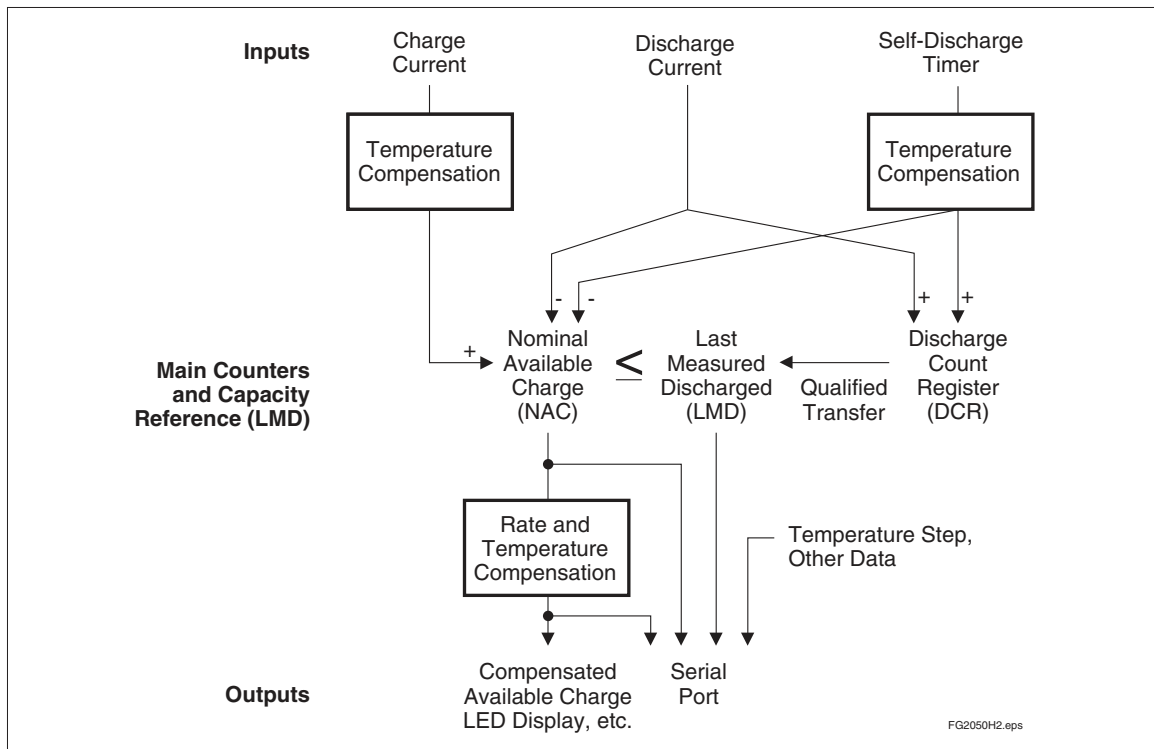 Inputs
Charge
Current
Discharge
Current
Self-Discharge
Timer
Temperature
Compensation
Temperature
Compensation
- - + +
+
Main Counters
and Capacity
Reference (LMD)
Nominal
Available
Charge
(NAC)
≤
Last
Measured
Discharged
(LMD)
Qualified
Transfer
Discharge
Count
Register
(DCR)
Rate and
Temperature
Compensation
Temperature Step,
Other Data
Outputs
Compensated
Available Charge
LED Display, etc.
Serial
Port
FG2050H2.eps